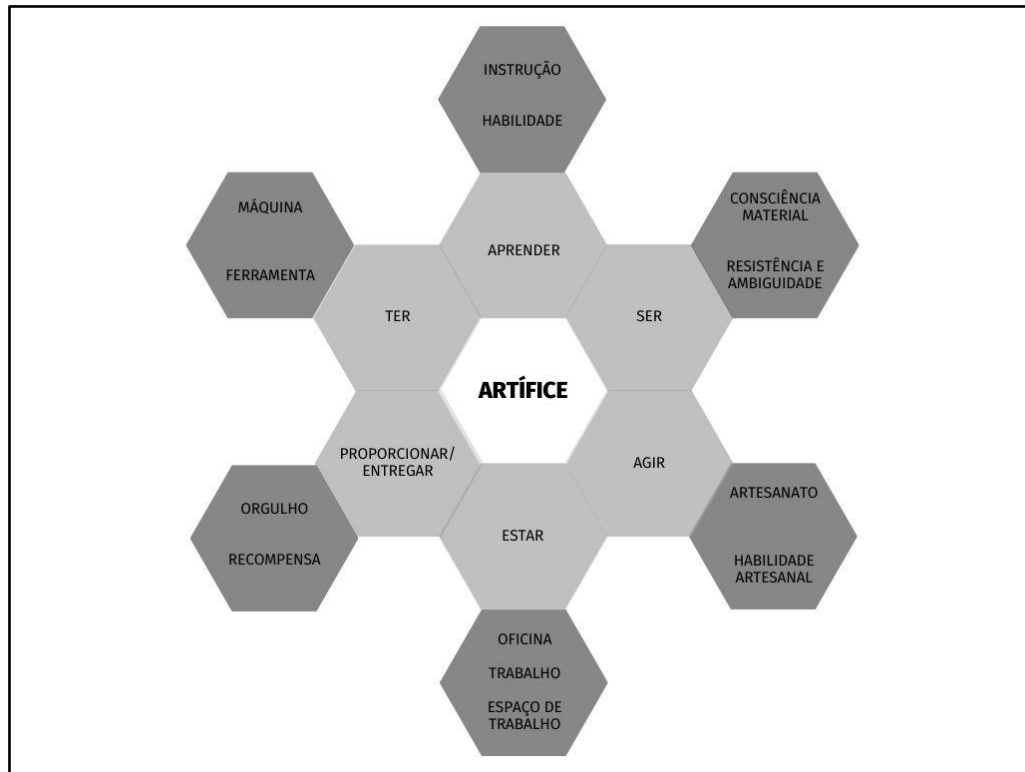 INSTRUÇÃO
HABILIDADE
MÁQUINA
FERRAMENTA
APRENDER
CONSCIÊNCIA
MATERIAL
RESISTÊNCIA E
AMBIGUIDADE
TER
SER
ARTÍFICE
PROPORCIONAR/
ENTREGAR
AGIR
ORGULHO
RECOMPENSA
ESTAR
ARTESANATO
HABILIDADE
ARTESANAL
OFICINA
TRABALHO
ESPAÇO DE
TRABALHO